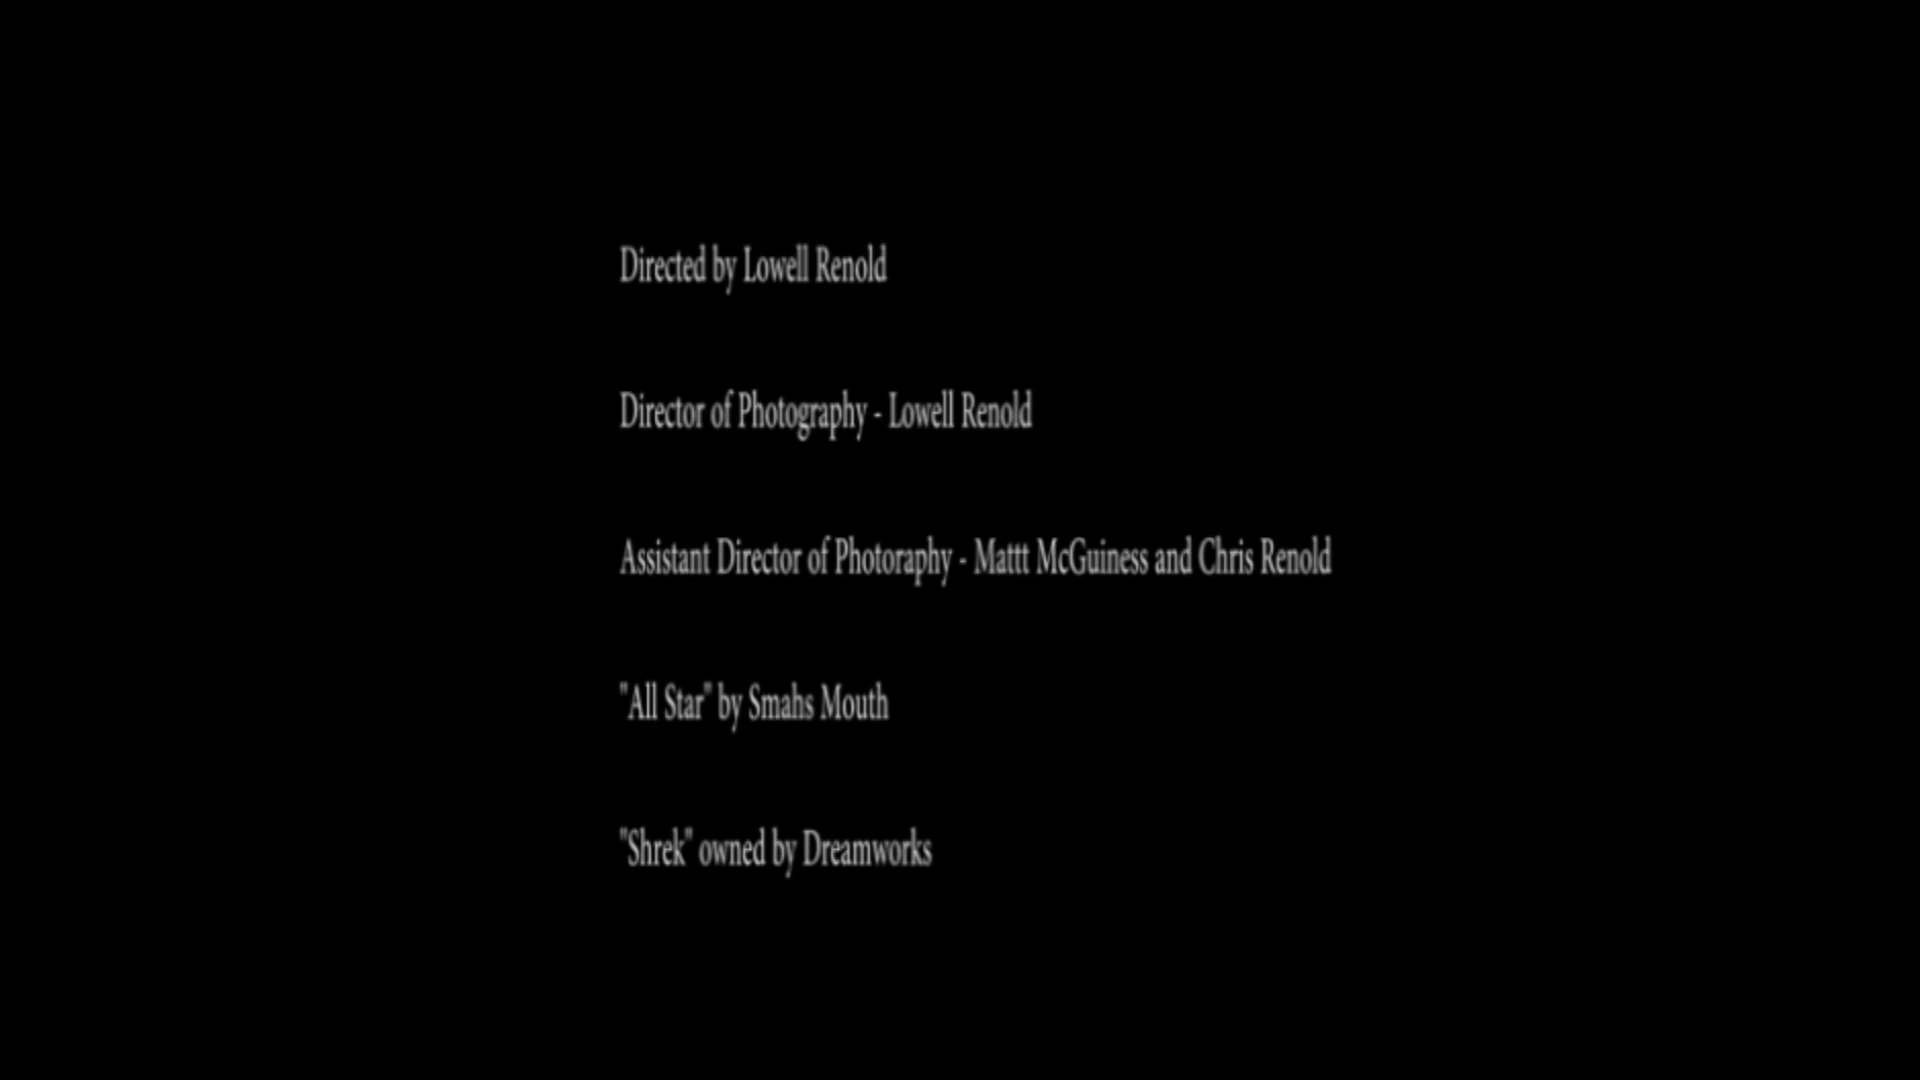 Directed by Lowell Renold
Director of Photography - Lowell Renold
Assistant Director of Photoraphy - Mattt McGuiness and Chris Renold
"All Star" by Smahs Mouth
"Shrek" owned by Dreamworks